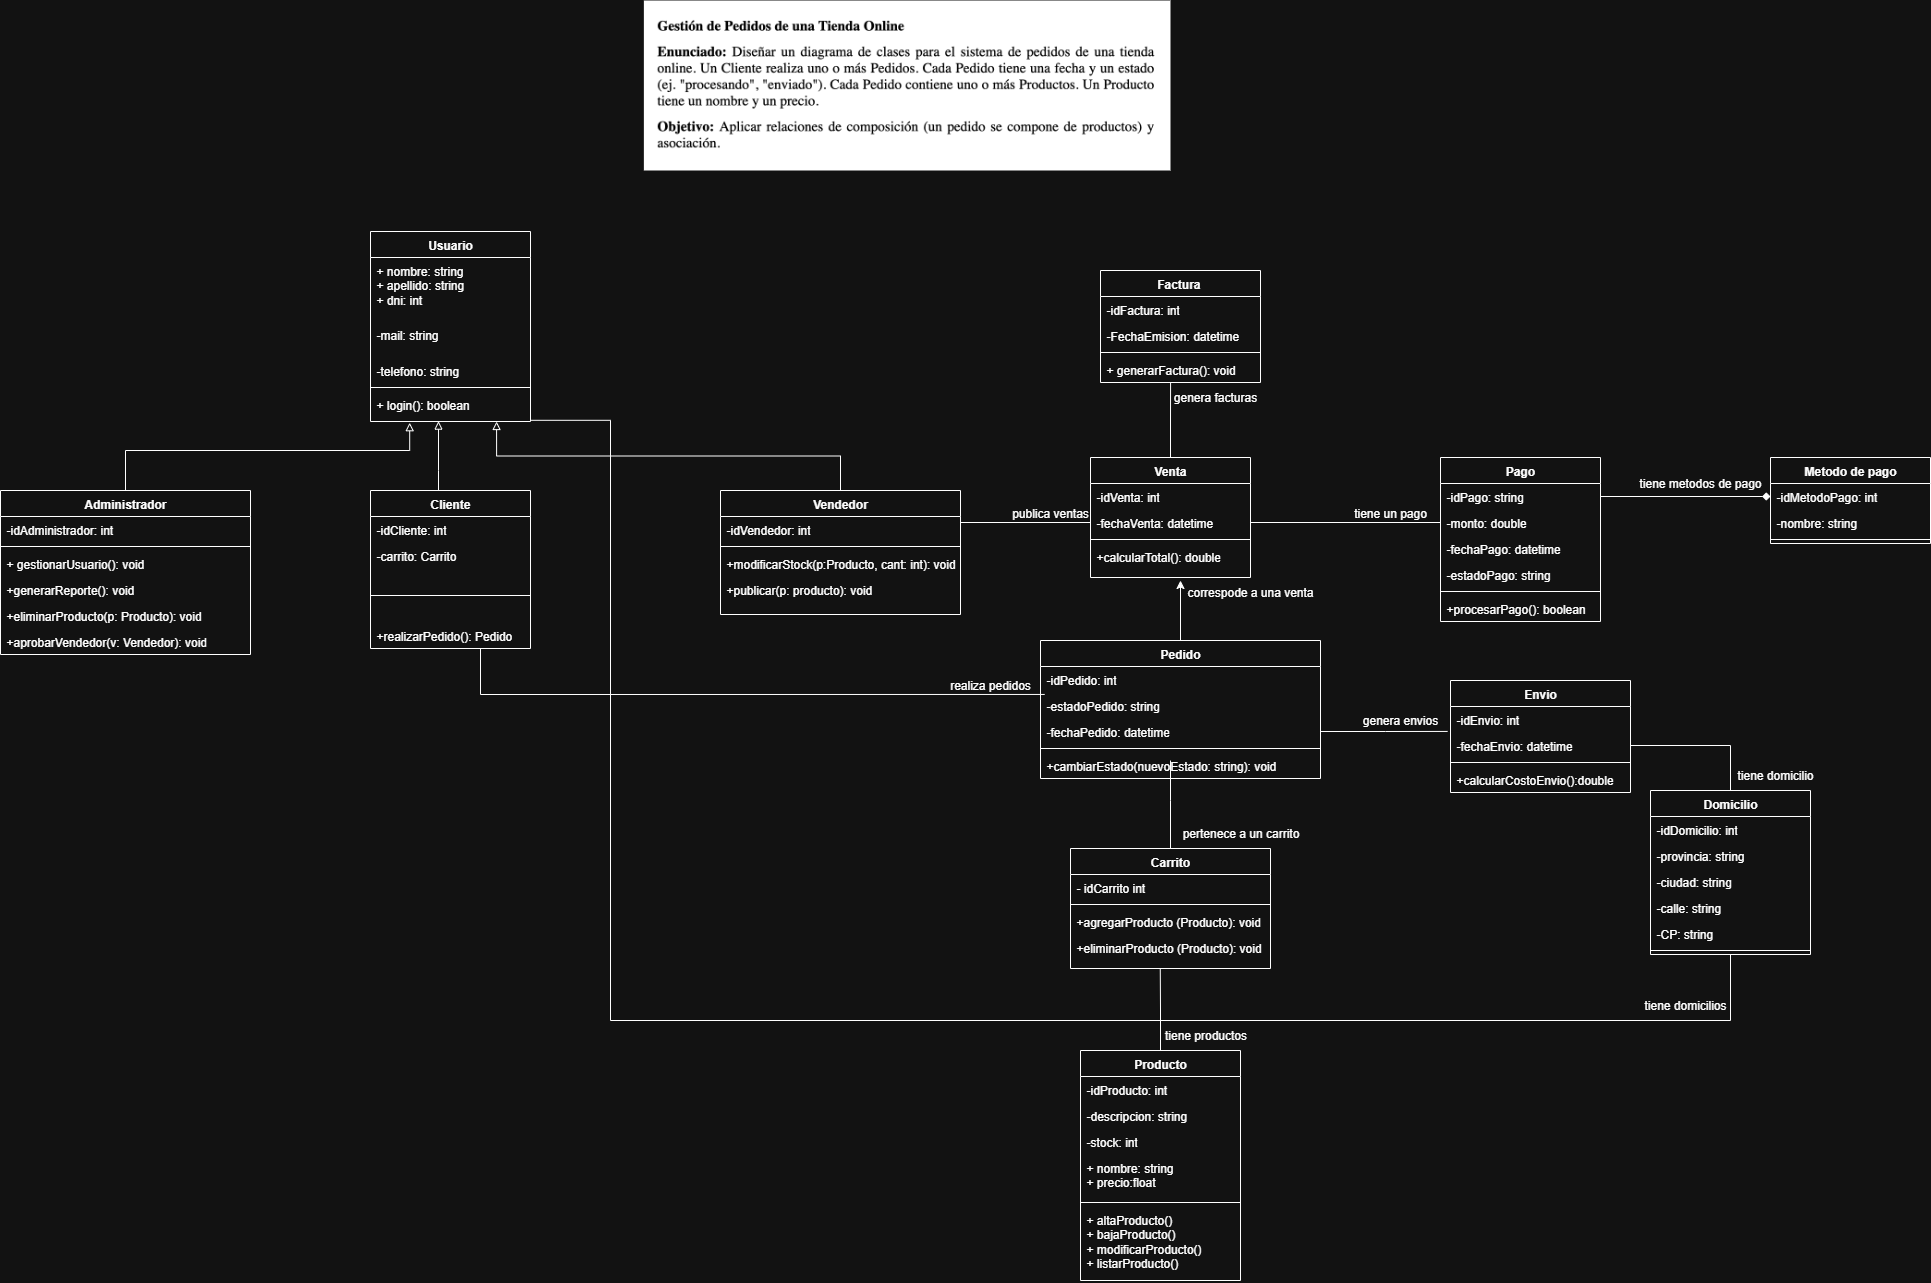 Gestión de Pedidos de una Tienda Online
Enunciado: Diseñar un diagrama de clases para el sistema de pedidos de una tienda
online. Un Cliente realiza uno o más Pedidos. Cada Pedido tiene una fecha y un estado
(ej. "procesando", "enviado"). Cada Pedido contiene uno o más Productos. Un Producto
tiene un nombre y un precio.
Objetivo: Aplicar relaciones de composición (un pedido se compone de productos) y
asociación.
Usuario
+ nombre: string
+ apellido: string
+ dni: int
-mail: string
-telefono: string
+ login(): boolean
Factura
-idFactura: int
-FechaEmision: datetime
+ generarFactura(): void
genera facturas
Administrador
-idAdministrador: int
+ gestionarUsuario(): void
+generarReporte(): void
+eliminarProducto(p: Producto): void
+aprobarVendedor(v: Vendedor): void
Cliente
-idCliente: int
-carrito: Carrito
+realizarPedido(): Pedido
Vendedor
-idVendedor: int
+modificarStock(p:Producto, cant: int): void
+publicar(p: producto): void
publica ventas
Venta
-idVenta: int
-fechaVenta: datetime
+calcularTotal(): double
tiene un pago
Pago
-idPago: string
-monto: double
-fechaPago: datetime
-estadoPago: string
+procesarPago(): boolean
tiene metodos de pago
Metodo de pago
-idMetodoPago: int
-nombre: string
correspode a una venta
realiza pedidos
Pedido
-idPedido: int
-estadoPedido: string
-fechaPedido: datetime
+cambiarEstado(nuevoEstado: string): void
genera envios
Envio
-idEnvio: int
-fechaEnvio: datetime
+calcularCostoEnvio():double
tiene domicilio
Domicilio
-idDomicilio: int
-provincia: string
-ciudad: string
-calle: string
-CP: string
tiene domicilios
pertenece a un carrito
Carrito
- idCarrito int
+agregarProducto (Producto): void
+eliminarProducto (Producto): void
tiene productos
Producto
-idProducto: int
-descripcion: string
-stock: int
+ nombre: string
+ precio:float
+ altaProducto()
+ bajaProducto()
+ modificarProducto()
+ listarProducto()